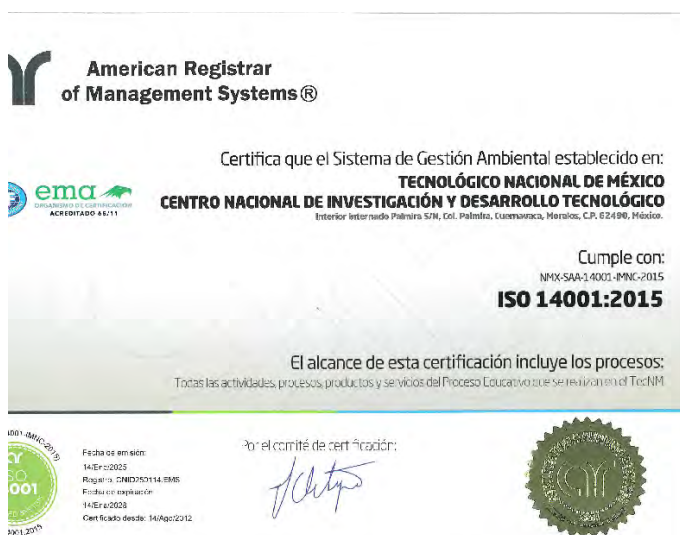 American Registrar
of Management Systems®
Certifica que el Sistema de Gestión Ambiental establecido en:
TECNOLÓGICO NACIONAL DE MÉXICO
CENTRO NACIONAL DE INVESTIGACIÓN Y DESARROLLO TECNOLÓGICO
Interior Internado Palmira S/N, Col. Palmira, Cuernavaca, Morelos, C.P. 62490, México.
ema
ORGANISMO DE CERTIFICACIÓN
ACREDITADO 66/11
Cumple con:
NMX-SAA-14001-IMNC-2015
ISO 14001:2015
El alcance de esta certificación incluye los procesos:
Todas las actividades, procesos, productos y servicios del Proceso Educativo que se realizan en el TecNM
Por el comité de certificación:
Fecha de emisión:
14/Ene/2025
Registro: CNID250114.EMS
Fecha de expiración:
14/Ene/2028
Certificado desde: 14/Ago/2012